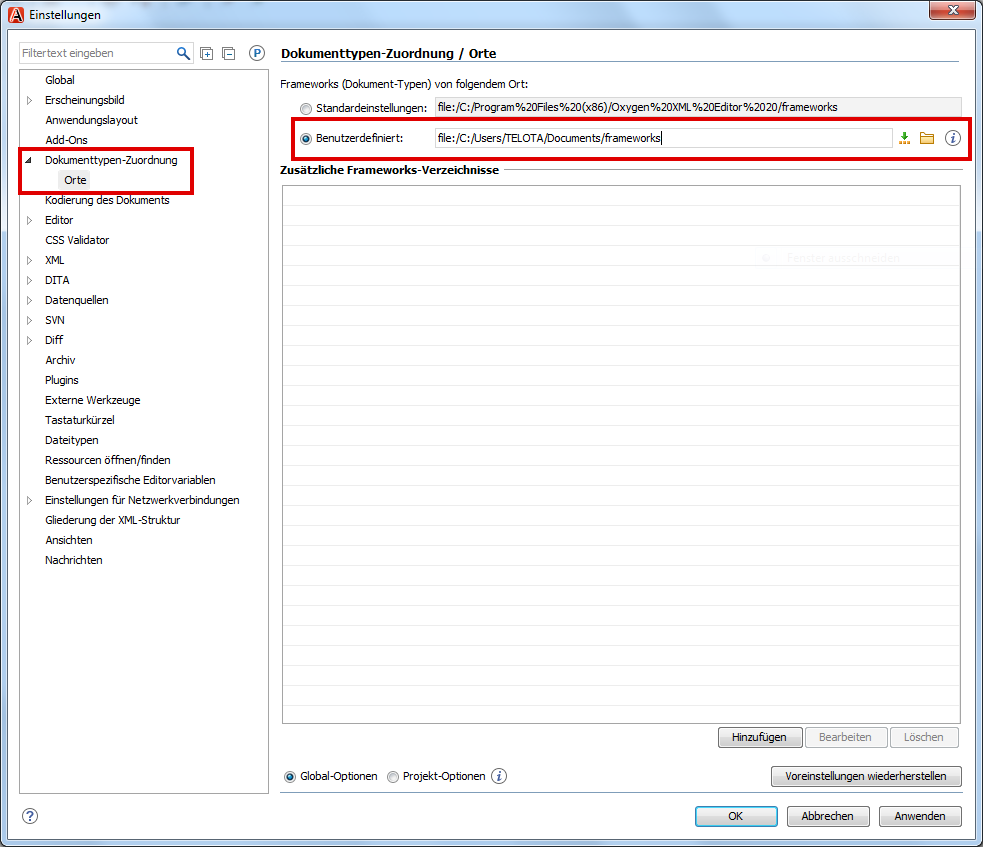 Einstellungen
Filtertext eingeben
P
Global
Erscheinungsbild
Anwendungslayout
Add-Ons
Dokumenttypen-Zuordnung
Orte
Kodierung des Dokuments
Editor
CSS Validator
XML
DITA
Datenquellen
SVN
Diff
Archiv
Plugins
Externe Werkzeuge
Tastaturkürzel
Dateitypen
Ressourcen öffnen/finden
Benutzerspezifische Editorvariablen
Einstellungen für Netzwerkverbindungen
Gliederung der XML-Struktur
Ansichten
Nachrichten
Dokumenttypen-Zuordnung / Orte
Frameworks (Dokument-Typen) von folgendem Ort:
Standardeinstellungen: file:/C:/Program%20Files%20(x86)/Oxygen%20XML%20Editor%2020/frameworks
Benutzerdefiniert: file:/C:/Users/TELOTA/Documents/frameworks
Zusätzliche Frameworks-Verzeichnisse
Fenster ausschneiden
Hinzufügen Bearbeiten Löschen
Global-Optionen Projekt-Optionen i Voreinstellungen wiederherstellen
? OK Abbrechen Anwenden